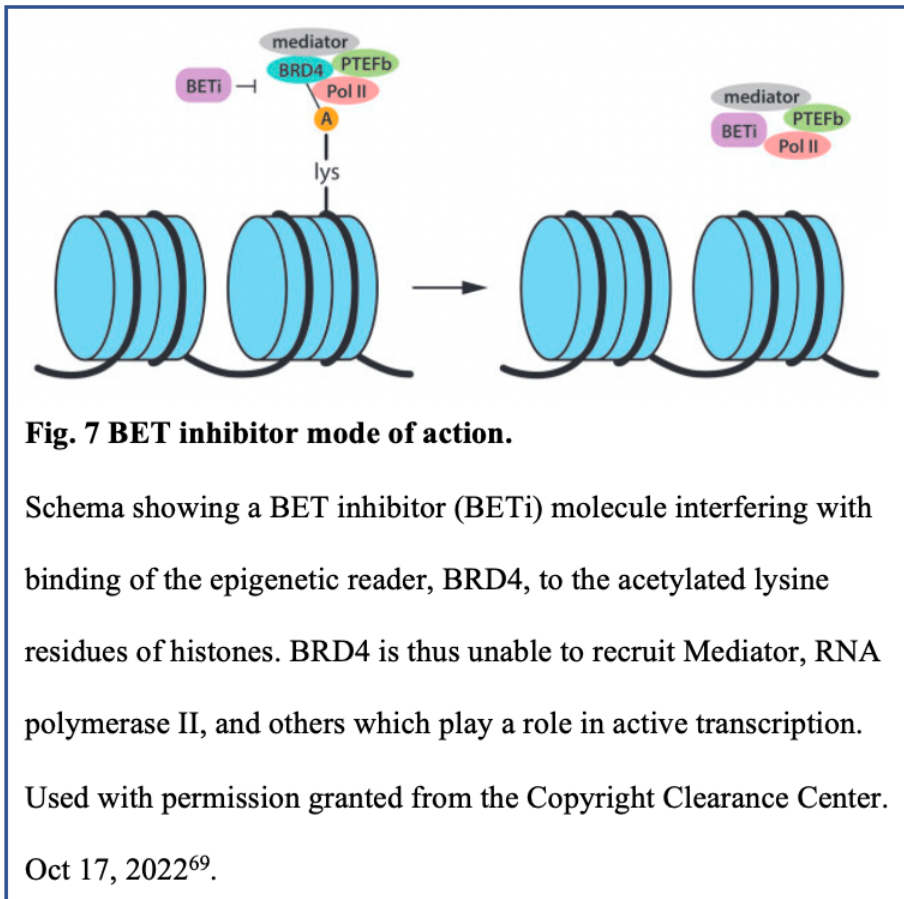 mediator
BRD4 PTEFb
BETi Pol II
A
lys
mediator
PTEFb
BETi
Pol II
Fig. 7 BET inhibitor mode of action.
Schema showing a BET inhibitor (BETi) molecule interfering with
binding of the epigenetic reader, BRD4, to the acetylated lysine
residues of histones. BRD4 is thus unable to recruit Mediator, RNA
polymerase II, and others which play a role in active transcription.
Used with permission granted from the Copyright Clearance Center.
Oct 17, 2022⁶⁹.